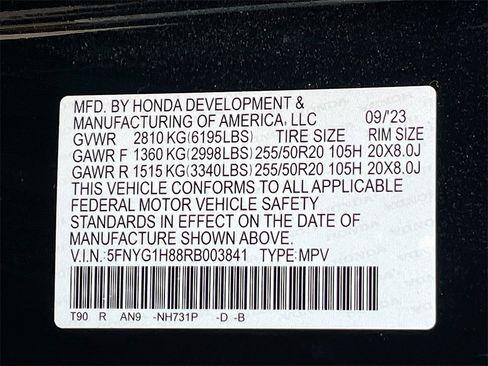 MFD. BY HONDA DEVELOPMENT &
MANUFACTURING OF AMERICA, LLC 09/'23
GVWR 2810 KG(6195LBS) TIRE SIZE RIM SIZE
GAWR F 1360 KG(2998LBS) 255/50R20 105H 20X8.0J
GAWR R 1515 KG(3340LBS) 255/50R20 105H 20X8.0J
THIS VEHICLE CONFORMS TO ALL APPLICABLE
FEDERAL MOTOR VEHICLE SAFETY
STANDARDS IN EFFECT ON THE DATE OF
MANUFACTURE SHOWN ABOVE.
V.I.N.:5FNYG1H88RB003841 TYPE:MPV
T90 R AN9 -NH731P -D -B